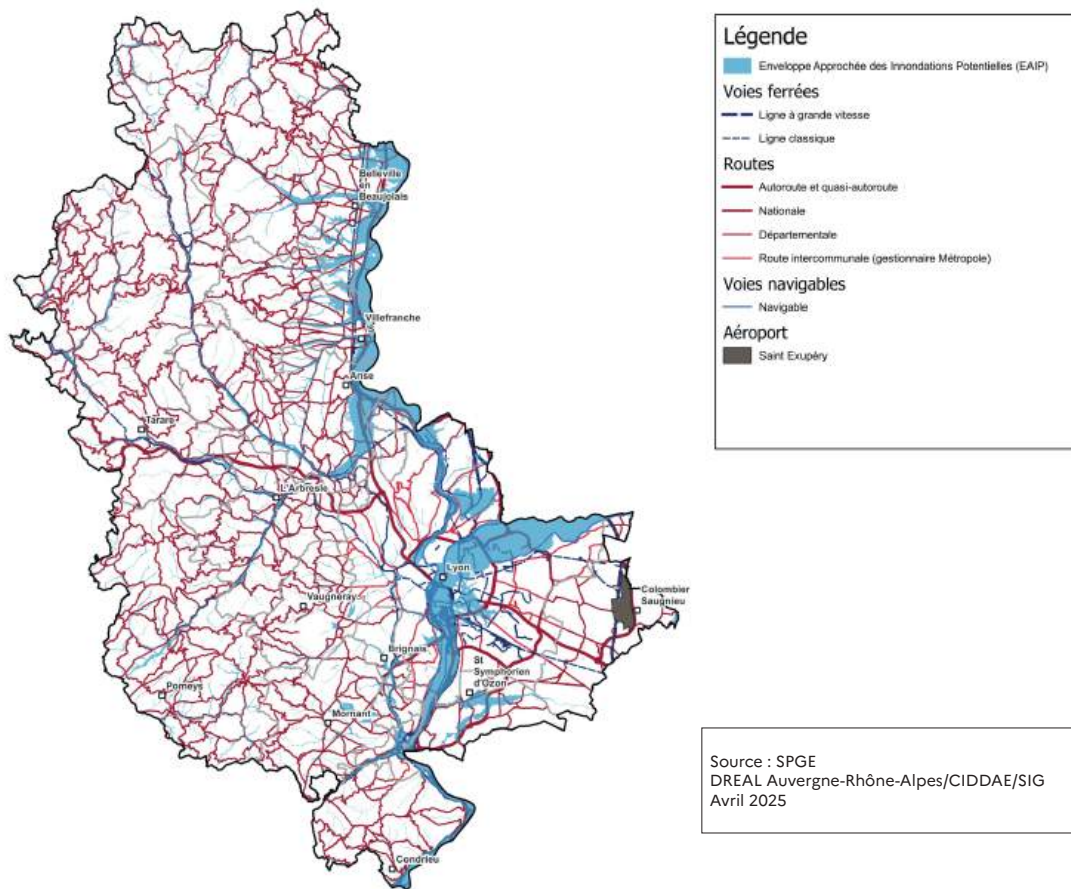 Légende
Enveloppe Approchée des Innondations Potentielles (EAIP)
Voies ferrées
Ligne à grande vitesse
Ligne classique
Routes
Autoroute et quasi-autoroute
Nationale
Départementale
Route intercommunale (gestionnaire Métropole)
Voies navigables
Navigable
Aéroport
Saint Exupéry
Belleville
en
Beaujolais
Villefranche
/S
Anse
Tarare
L'Arbresle
Lyon
Colombier
Saugnieu
Vaugneray
Brignais
St
Symphorien
d'Ozon
Pomeys
Mornant
Condrieu
Source : SPGE
DREAL Auvergne-Rhône-Alpes/CIDDAE/SIG
Avril 2025